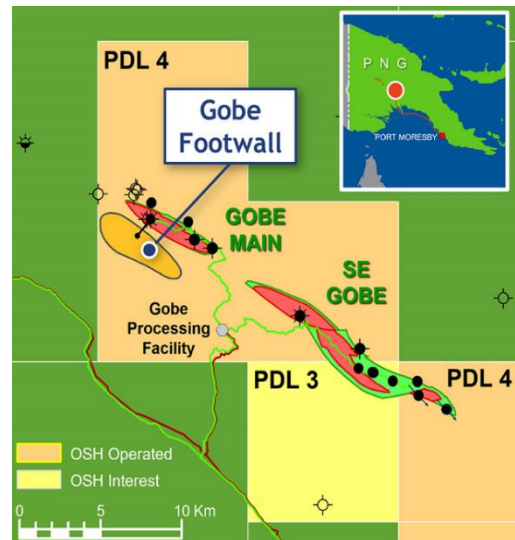 PDL 4
Gobe
Footwall
P N G
PORT MORESBY
GOBE
MAIN
SE
GOBE
Gobe
Processing
Facility
PDL 3
PDL 4
OSH Operated
OSH Interest
0
5
10 Km